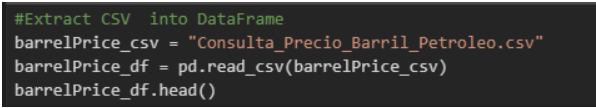 #Extract CSV  into DataFrame
barrelPrice_csv = "Consulta_Precio_Barril_Petroleo.csv"
barrelPrice_df = pd.read_csv(barrelPrice_csv)
barrelPrice_df.head()